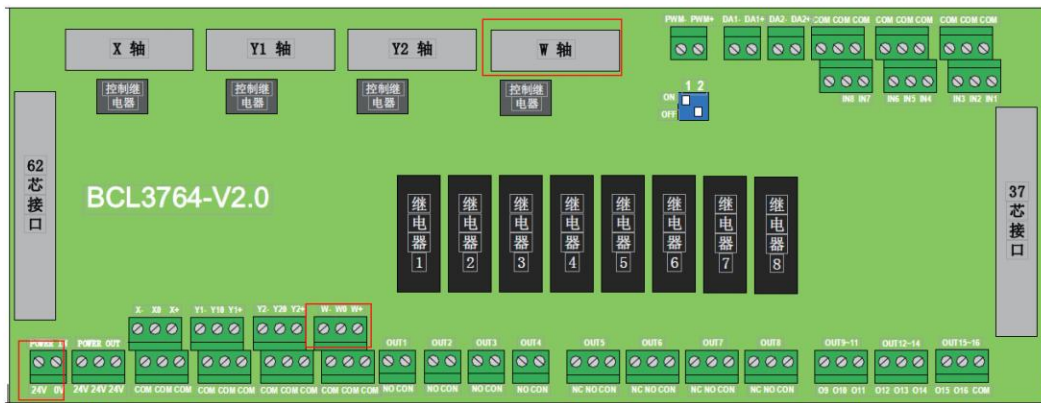 PWM- PWM+ DA1- DA1+ DA2- DA2+ COM COM COM COM COM COM COM COM COM
X 轴 Y1 轴 Y2 轴 W 轴
控制继电器 控制继电器 控制继电器 控制继电器
1 2
ON
OFF
IN8 IN7 IN6 IN5 IN4 IN3 IN2 IN1
62芯接口
BCL3764-V2.0
继电器1 继电器2 继电器3 继电器4 继电器5 继电器6 继电器7 继电器8
37芯接口
X- X0 X+ Y1- Y10 Y1+ Y2- Y20 Y2+ W- W0 W+
POWER IN POWER OUT OUT1 OUT2 OUT3 OUT4 OUT5 OUT6 OUT7 OUT8 OUT9-11 OUT12-14 OUT15-16
24V 0V 24V 24V 24V COM COM COM COM COM COM COM COM COM COM COM COM NO CON NO CON NO CON NO CON NC NO CON NC NO CON NC NO CON NC NO CON O9 O10 O11 O12 O13 O14 O15 O16 COM